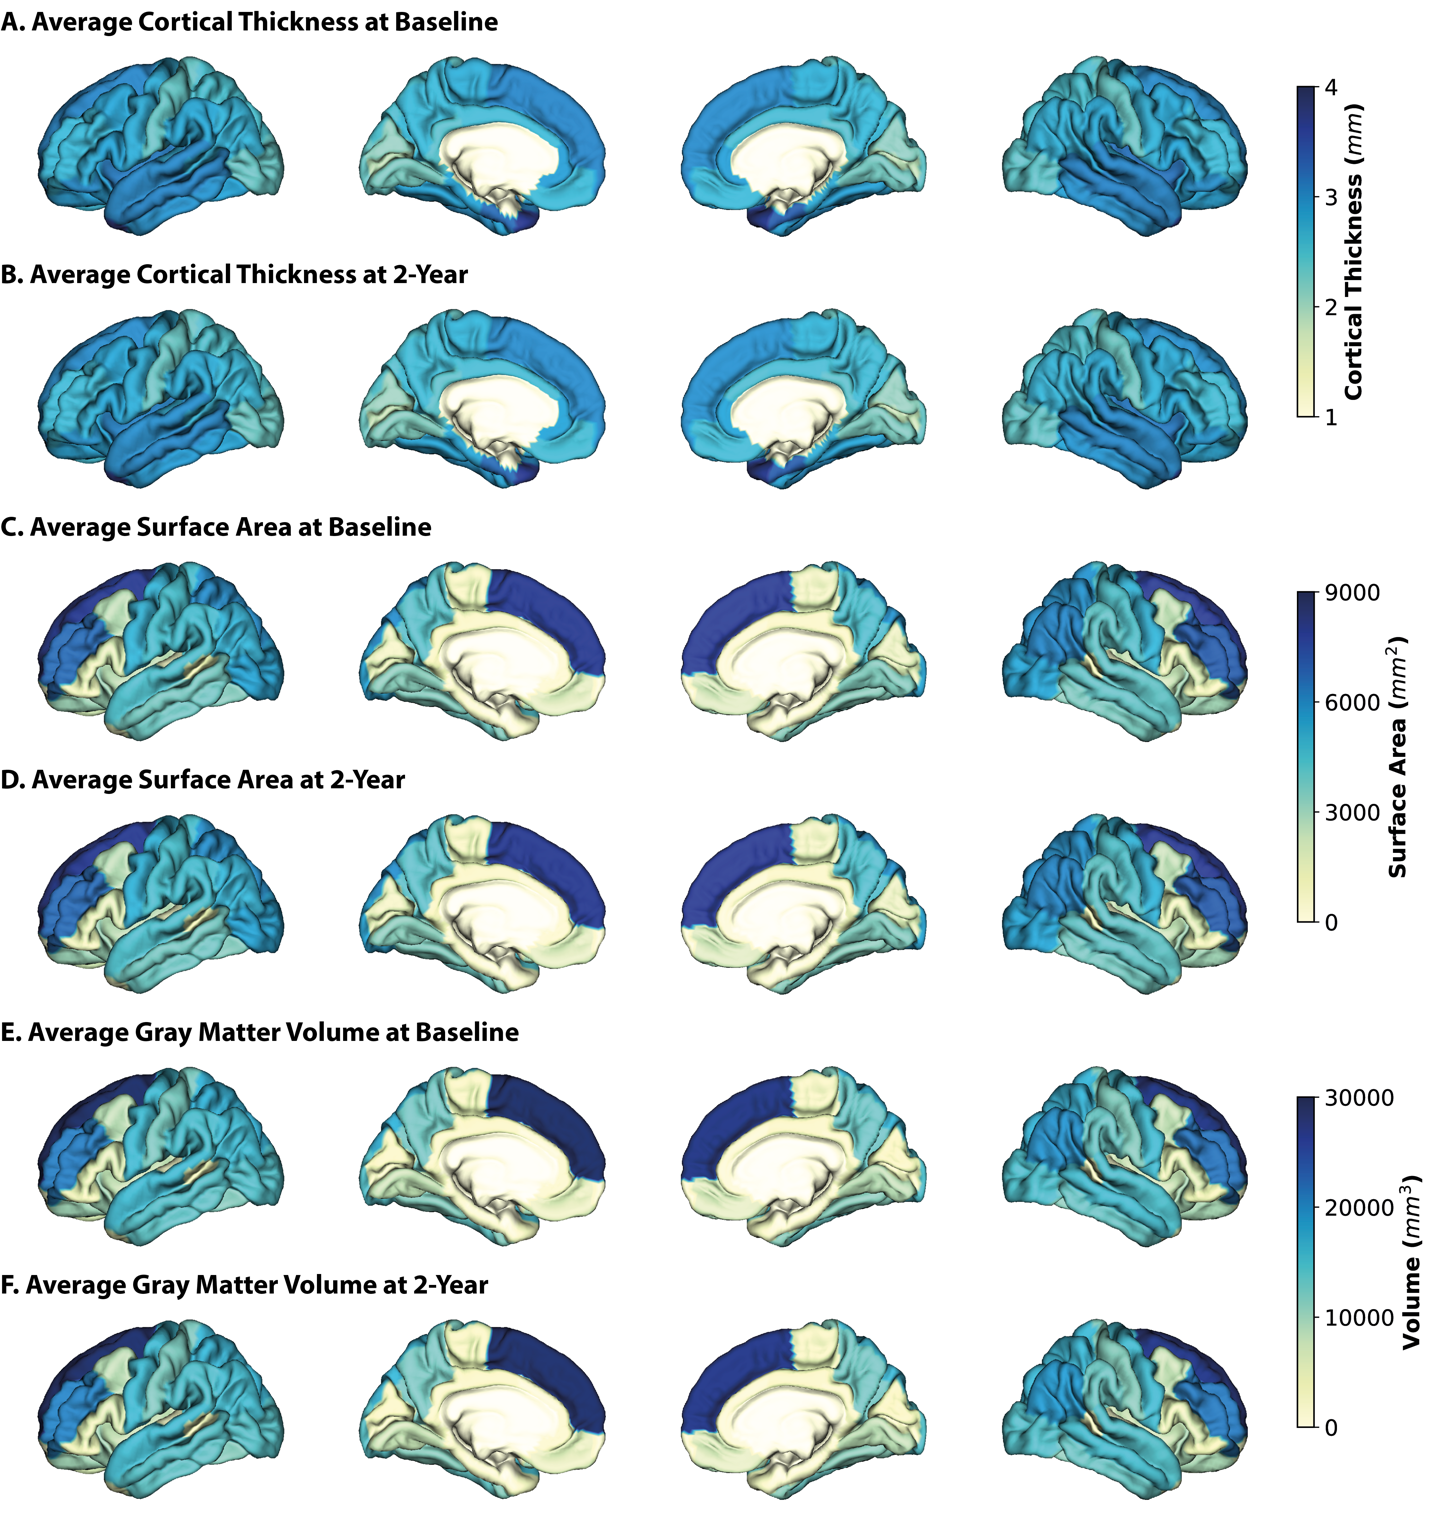 A. Average Cortical Thickness at Baseline
4
3
2
1
Cortical Thickness (mm)
B. Average Cortical Thickness at 2-Year
C. Average Surface Area at Baseline
9000
6000
3000
0
Surface Area (mm²)
D. Average Surface Area at 2-Year
E. Average Gray Matter Volume at Baseline
30000
20000
10000
0
Volume (mm³)
F. Average Gray Matter Volume at 2-Year